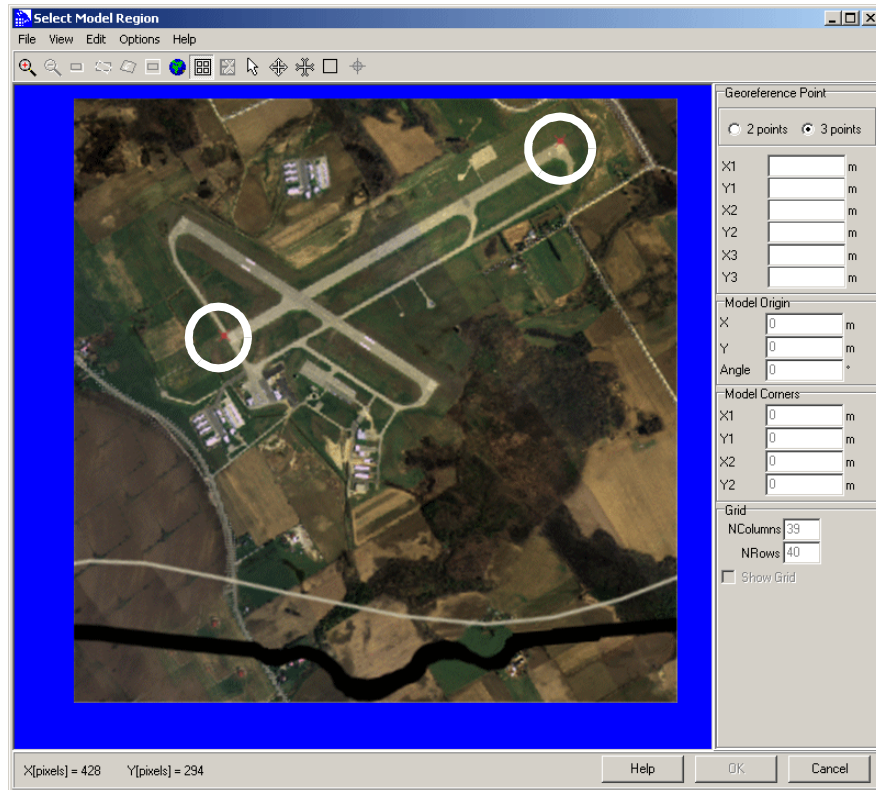 Select Model Region
File View Edit Options Help
Georeference Point
2 points 3 points
X1 m
Y1 m
X2 m
Y2 m
X3 m
Y3 m
Model Origin
X 0 m
Y 0 m
Angle 0 °
Model Corners
X1 0 m
Y1 0 m
X2 0 m
Y2 0 m
Grid
NColumns 39
NRows 40
Show Grid
X[pixels] = 428 Y[pixels] = 294
Help OK Cancel